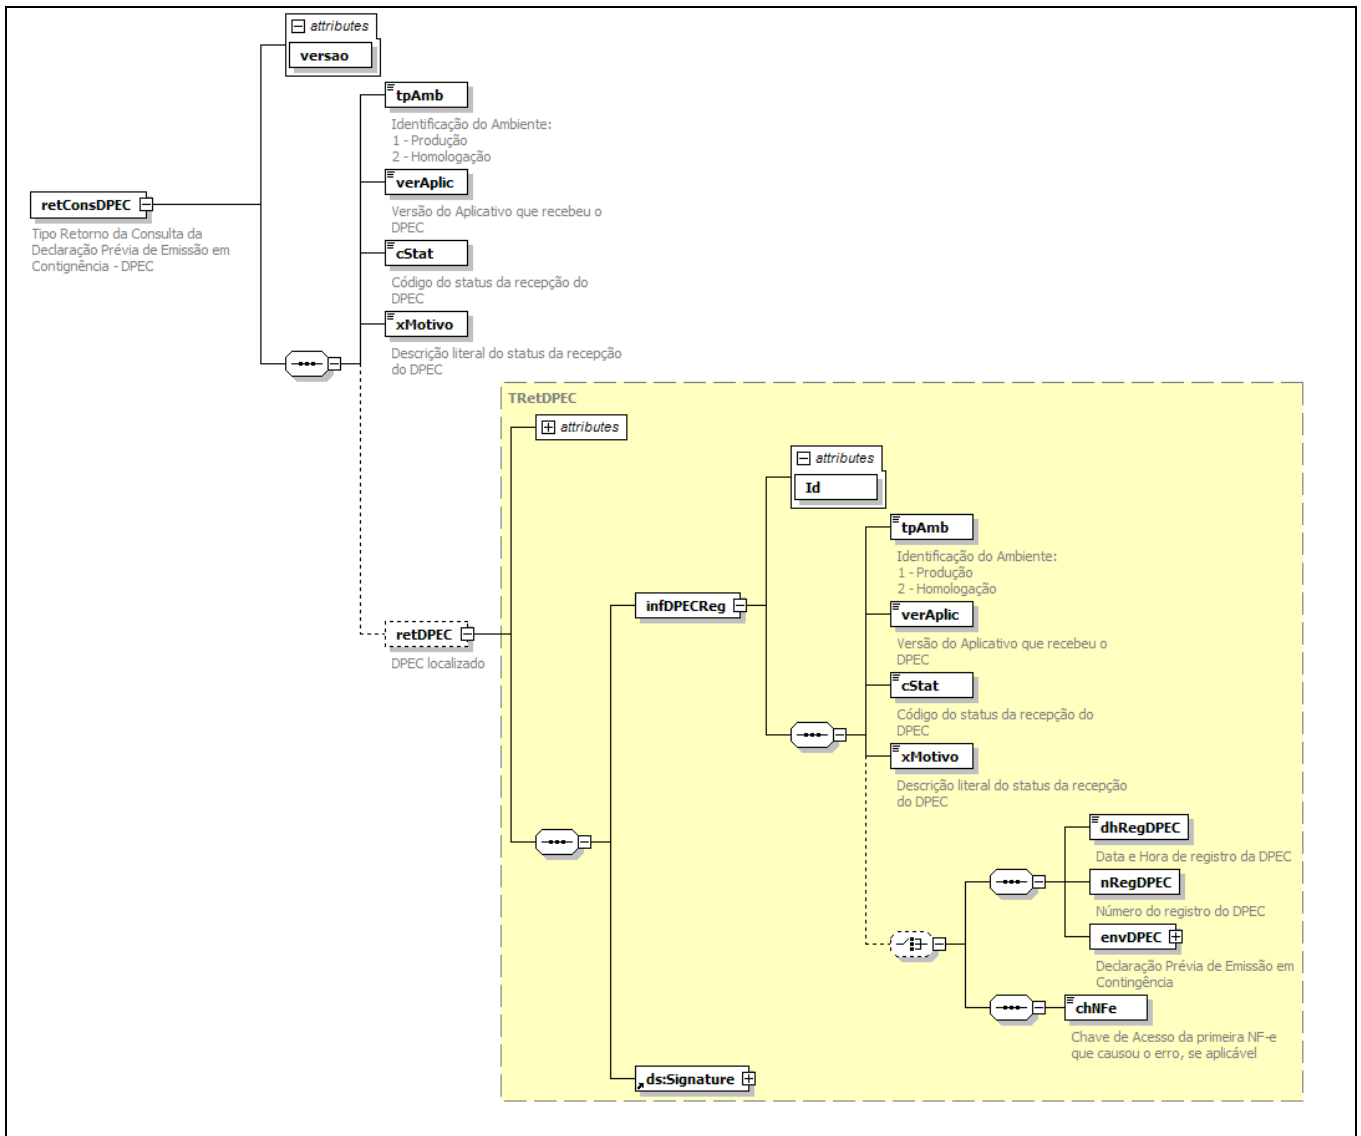 attributes
versao
tpAmb
Identificação do Ambiente:
1 - Produção
2 - Homologação
verAplic
Versão do Aplicativo que recebeu o
DPEC
retConsDPEC
Tipo Retorno da Consulta da
Declaração Prévia de Emissão em
Contignência - DPEC
cStat
Código do status da recepção do
DPEC
xMotivo
Descrição literal do status da recepção
do DPEC
TRetDPEC
attributes
attributes
Id
tpAmb
Identificação do Ambiente:
1 - Produção
2 - Homologação
infDPECReg
verAplic
Versão do Aplicativo que recebeu o
DPEC
retDPEC
DPEC localizado
cStat
Código do status da recepção do
DPEC
xMotivo
Descrição literal do status da recepção
do DPEC
dhRegDPEC
Data e Hora de registro da DPEC
nRegDPEC
Número do registro do DPEC
envDPEC
Declaração Prévia de Emissão em
Contingência
chNFe
Chave de Acesso da primeira NF-e
que causou o erro, se aplicável
ds:Signature